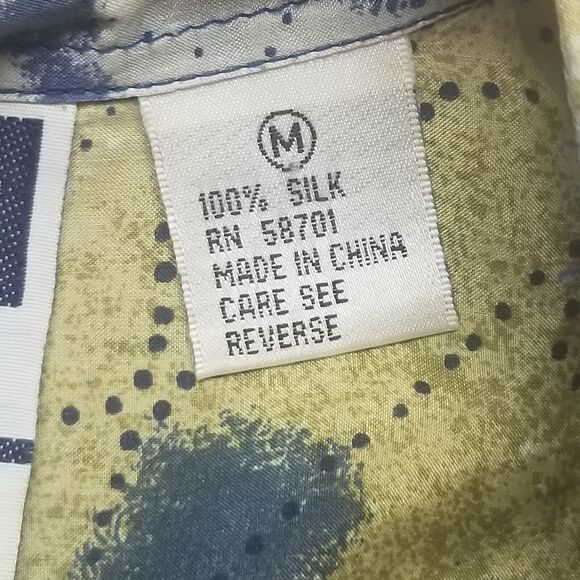 M
100% SILK
RN 58701
MADE IN CHINA
CARE SEE
REVERSE